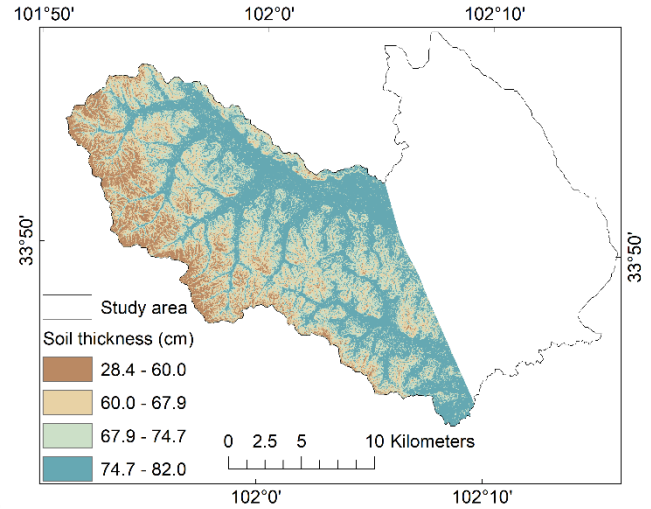 101°50' 102°0' 102°10'
33°50'
33°50'
Study area
Soil thickness (cm)
28.4 - 60.0
60.0 - 67.9
67.9 - 74.7
74.7 - 82.0
0 2.5 5 10 Kilometers
102°0' 102°10'